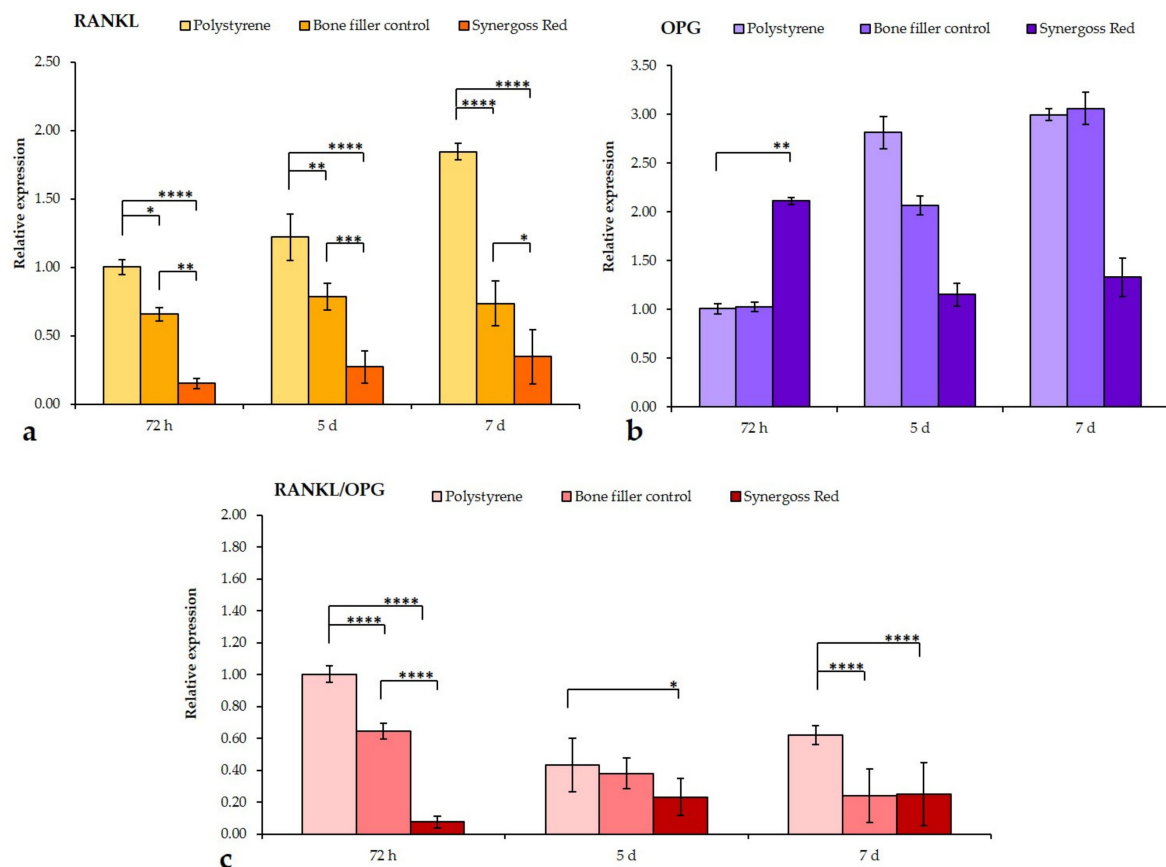 RANKL Polystyrene Bone filler control Synergoss Red
2.50
2.00
1.50
1.00
0.50
0.00
Relative expression
**** * **
**** ** ***
**** **** *
72 h 5 d 7 d
a
OPG Polystyrene Bone filler control Synergoss Red
3.50
3.00
2.50
2.00
1.50
1.00
0.50
0.00
Relative expression
**
72 h 5 d 7 d
b
RANKL/OPG
Polystyrene Bone filler control Synergoss Red
2.00
1.80
1.60
1.40
1.20
1.00
0.80
0.60
0.40
0.20
0.00
Relative expression
**** **** ****
*
**** ****
72 h 5 d 7 d
c